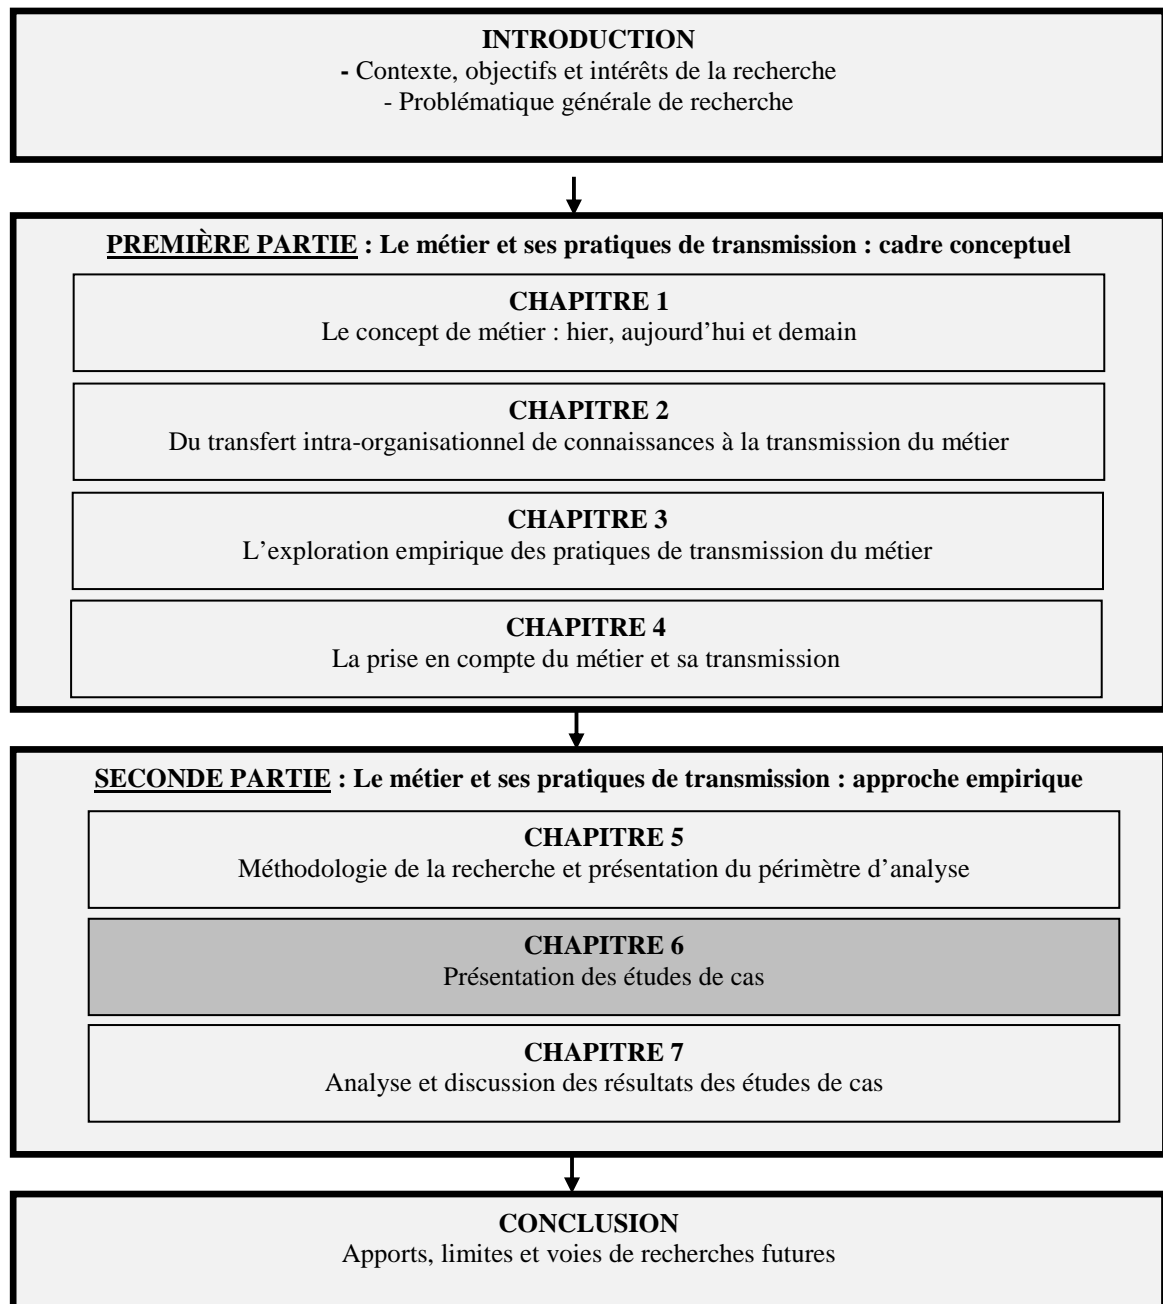 INTRODUCTION
- Contexte, objectifs et intérêts de la recherche
- Problématique générale de recherche
PREMIÈRE PARTIE : Le métier et ses pratiques de transmission : cadre conceptuel
CHAPITRE 1
Le concept de métier : hier, aujourd’hui et demain
CHAPITRE 2
Du transfert intra-organisationnel de connaissances à la transmission du métier
CHAPITRE 3
L’exploration empirique des pratiques de transmission du métier
CHAPITRE 4
La prise en compte du métier et sa transmission
SECONDE PARTIE : Le métier et ses pratiques de transmission : approche empirique
CHAPITRE 5
Méthodologie de la recherche et présentation du périmètre d’analyse
CHAPITRE 6
Présentation des études de cas
CHAPITRE 7
Analyse et discussion des résultats des études de cas
CONCLUSION
Apports, limites et voies de recherches futures